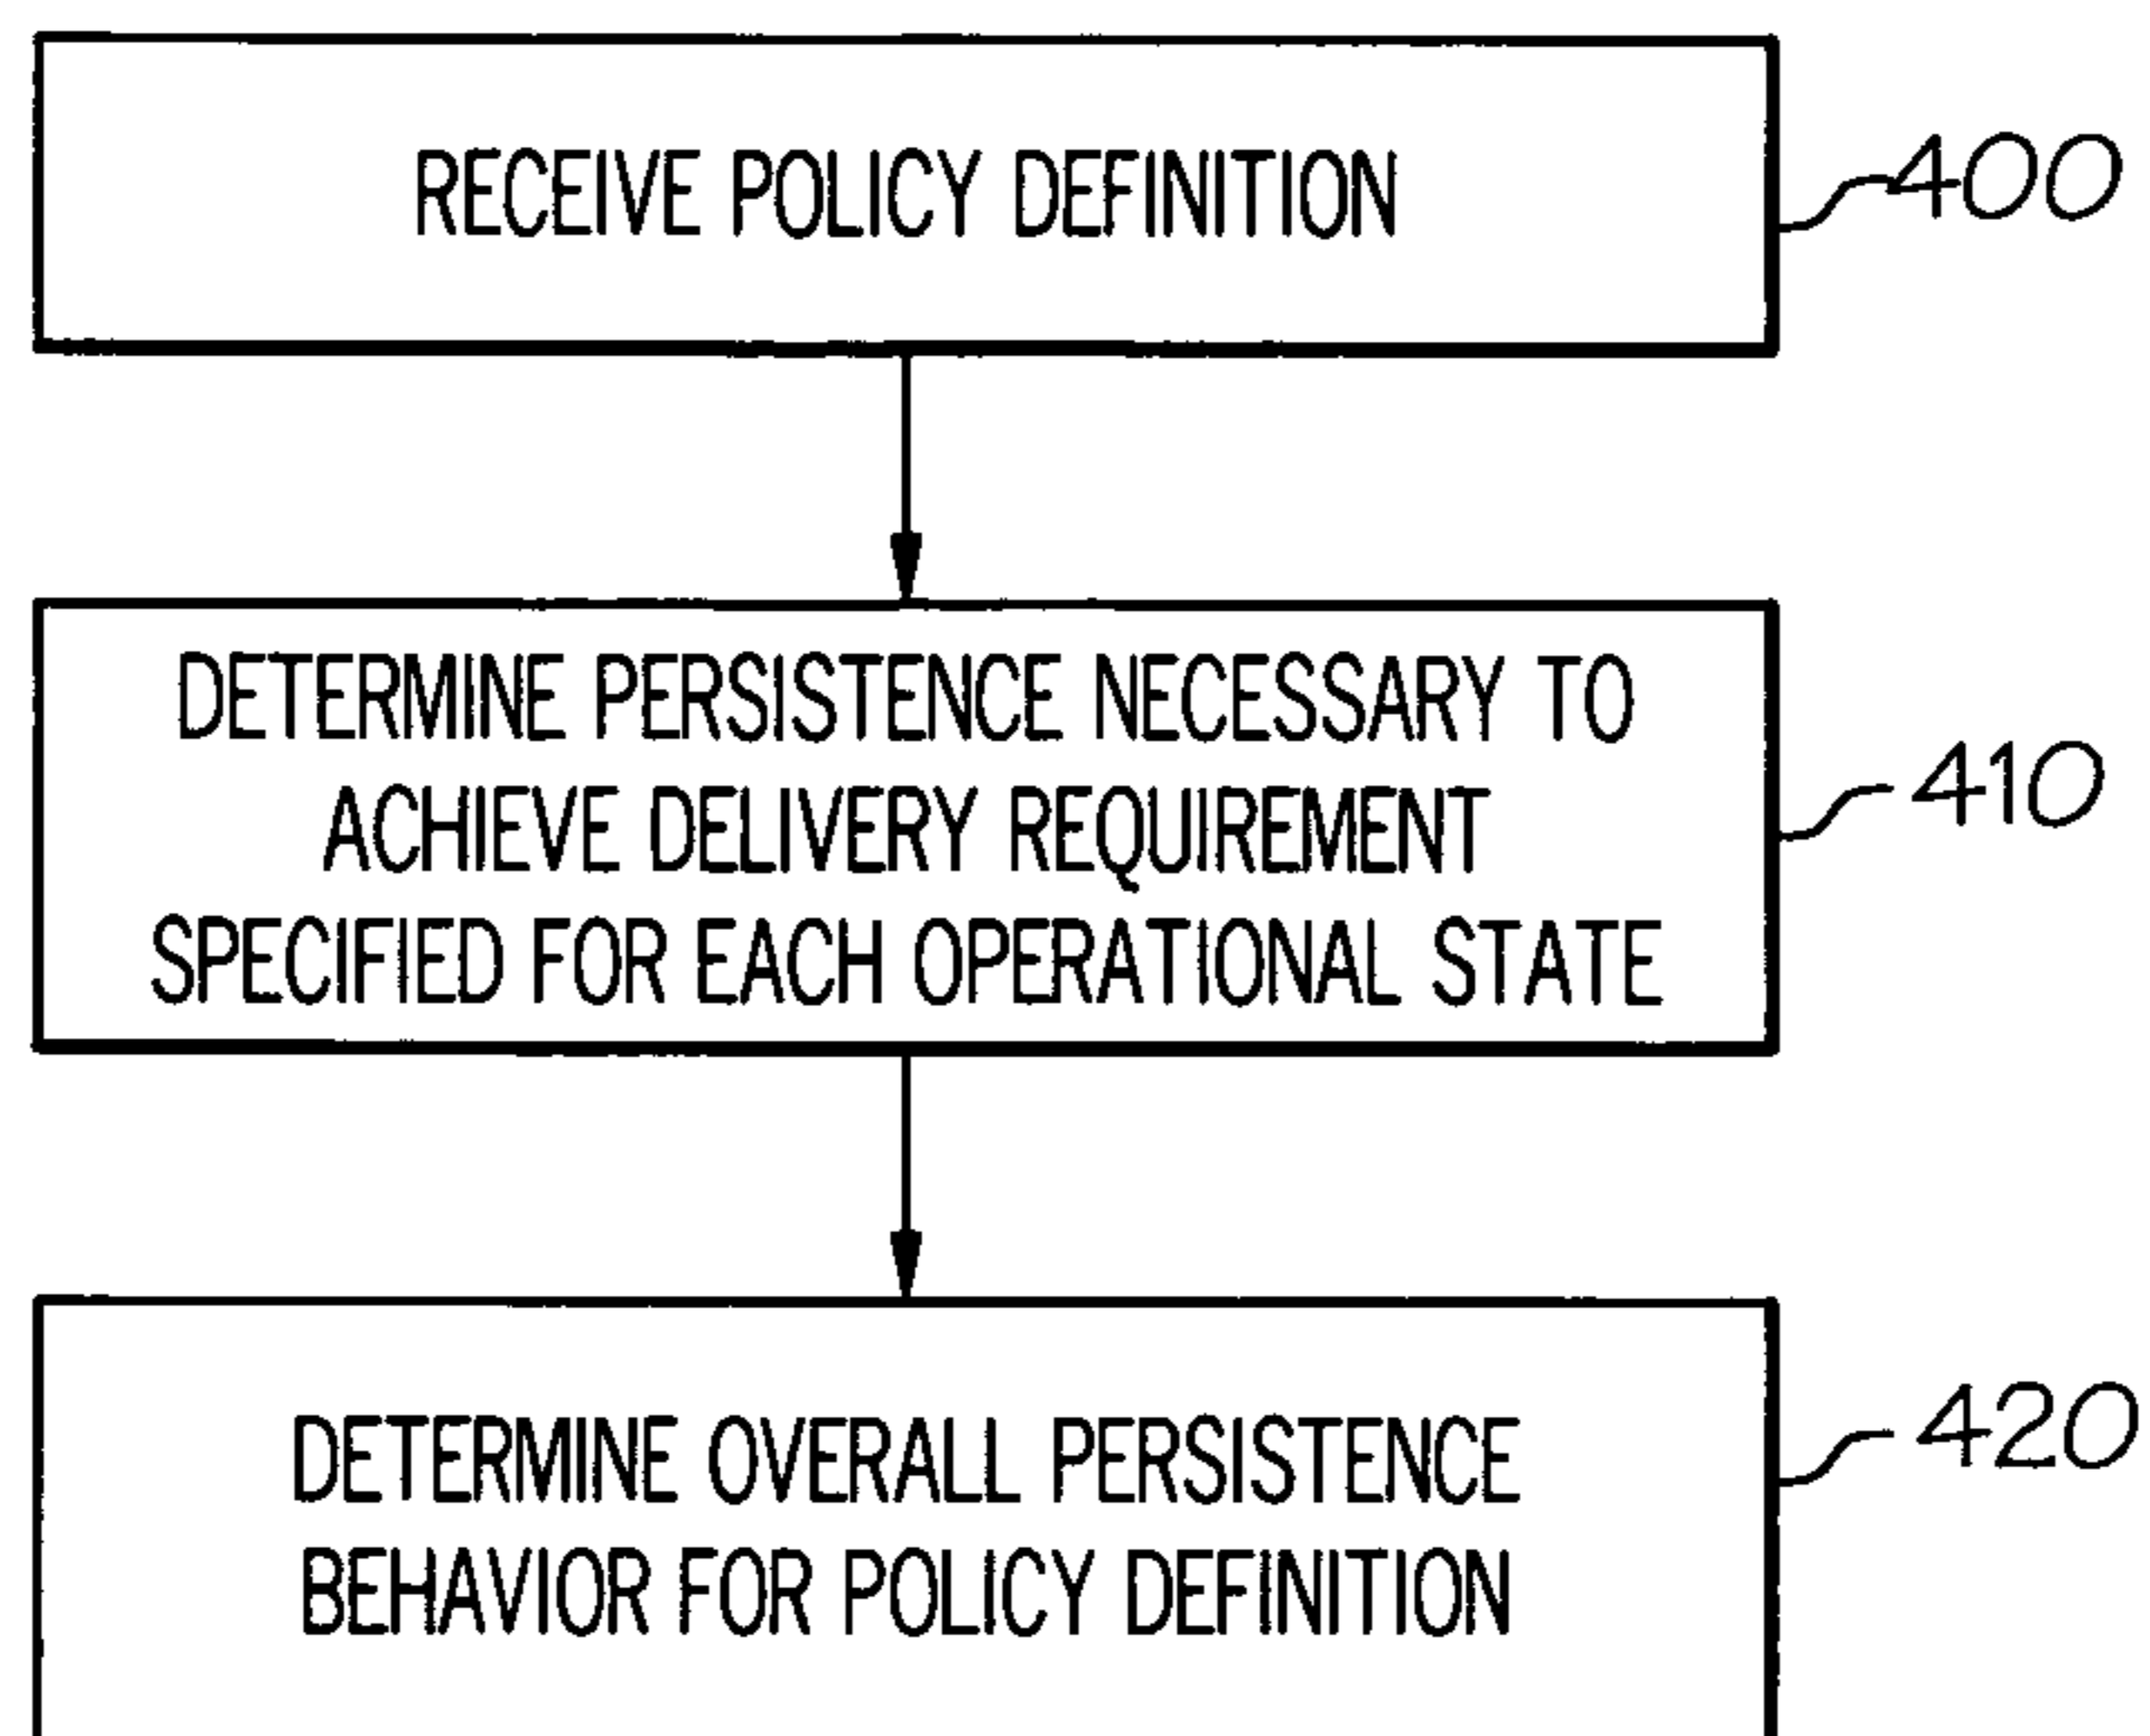 RECEIVE POLICY DEFINITION
400
DETERMINE PERSISTENCE NECESSARY TO
ACHIEVE DELIVERY REQUIREMENT
SPECIFIED FOR EACH OPERATIONAL STATE
410
DETERMINE OVERALL PERSISTENCE
BEHAVIOR FOR POLICY DEFINITION
420